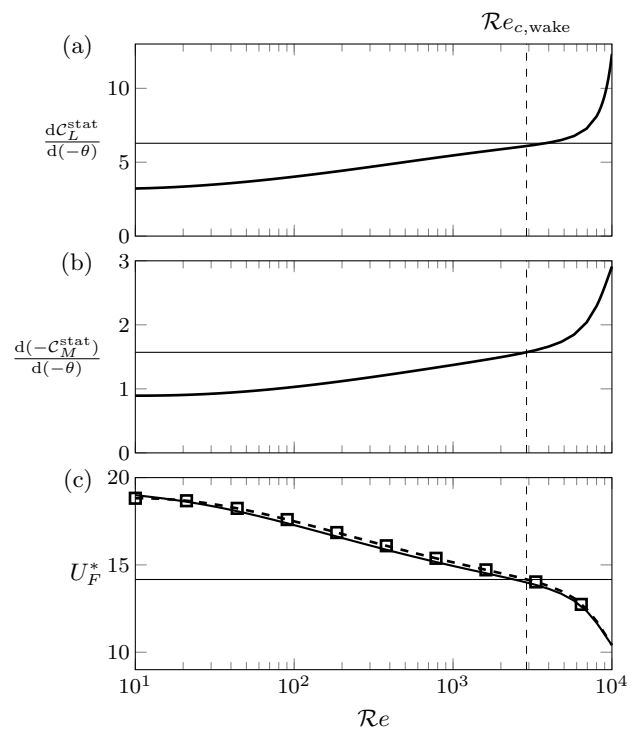 𝓡e_{c,wake}
(a)
10
dC_L^{stat}
d(−θ)
5
0
(b)
3
2
d(−C_M^{stat})
d(−θ)
1
0
(c)
20
15
U_F^*
10
10^1 10^2 10^3 10^4
𝓡e